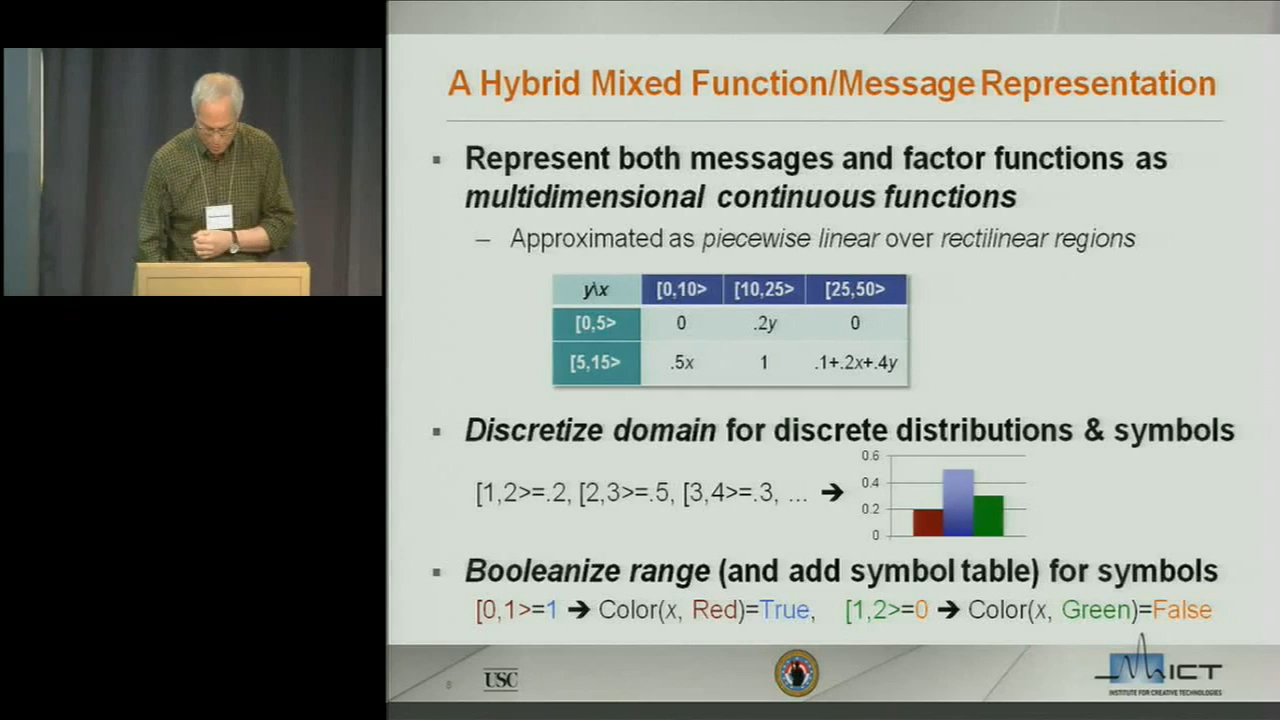 A Hybrid Mixed Function/Message Representation
▪ Represent both messages and factor functions as
multidimensional continuous functions
– Approximated as piecewise linear over rectilinear regions
y\x [0,10> [10,25> [25,50>
[0,5> 0 .2y 0
[5,15> .5x 1 .1+.2x+.4y
▪ Discretize domain for discrete distributions & symbols
[1,2>=.2, [2,3>=.5, [3,4>=.3, ... ➔
0.6
0.4
0.2
0
▪ Booleanize range (and add symbol table) for symbols
[0,1>=1 ➔ Color(x, Red)=True, [1,2>=0 ➔ Color(x, Green)=False
8
USC
ICT
INSTITUTE FOR CREATIVE TECHNOLOGIES